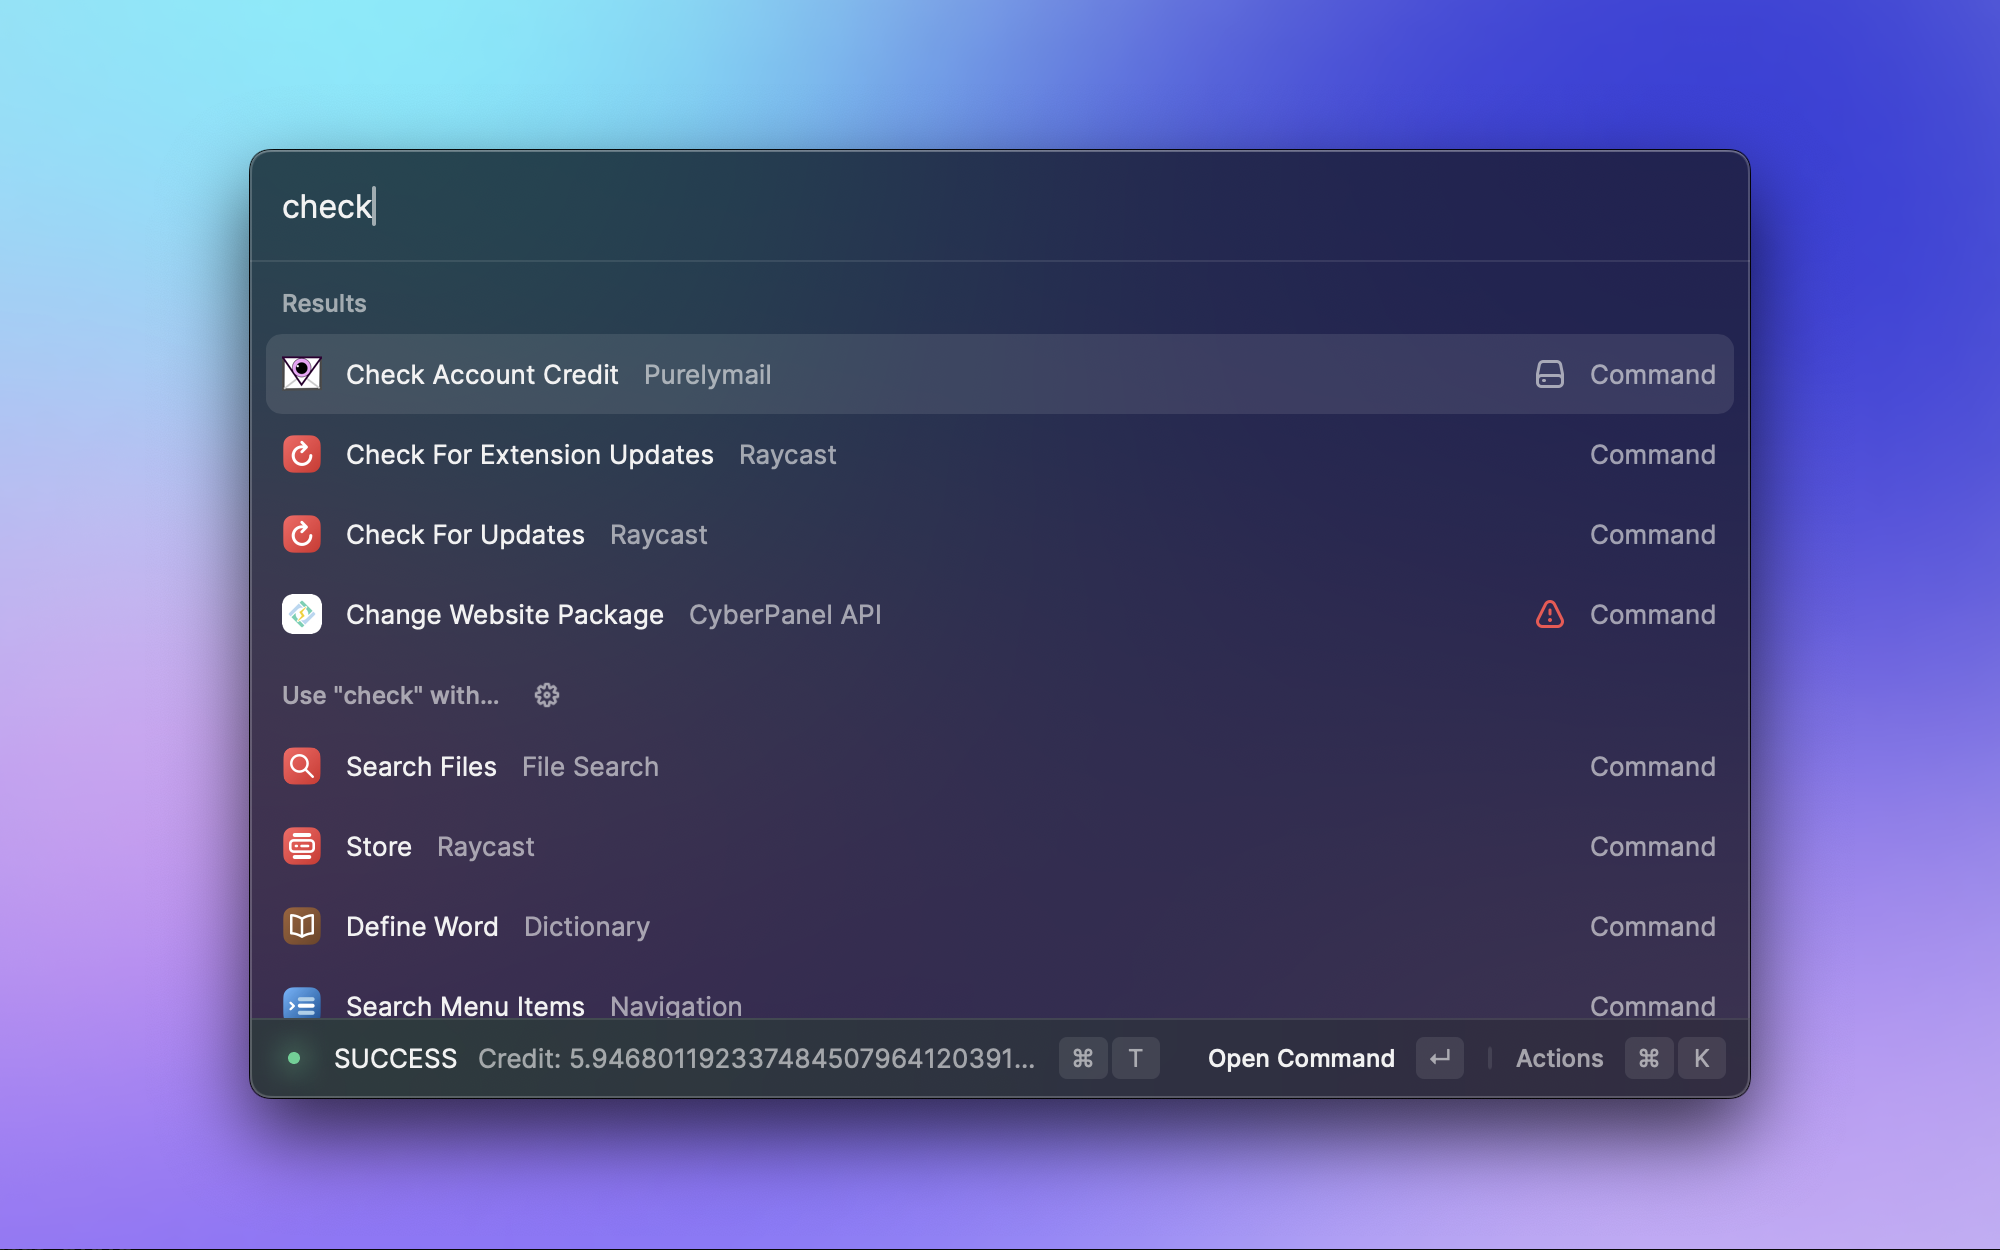 check
Results
Check Account Credit Purelymail Command
Check For Extension Updates Raycast Command
Check For Updates Raycast Command
Change Website Package CyberPanel API Command
Use "check" with...
Search Files File Search Command
Store Raycast Command
Define Word Dictionary Command
Search Menu Items Navigation Command
SUCCESS Credit: 5.946801192337484507964120391... ⌘ T Open Command ↵ Actions ⌘ K